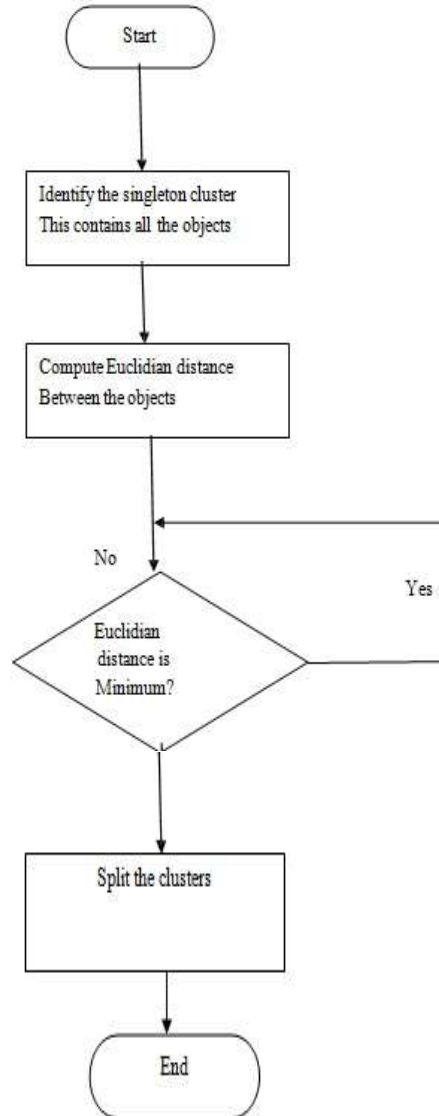 Start
Identify the singleton cluster
This contains all the objects
Compute Euclidian distance
Between the objects
No
Yes
Euclidian
distance is
Minimum?
Split the clusters
End